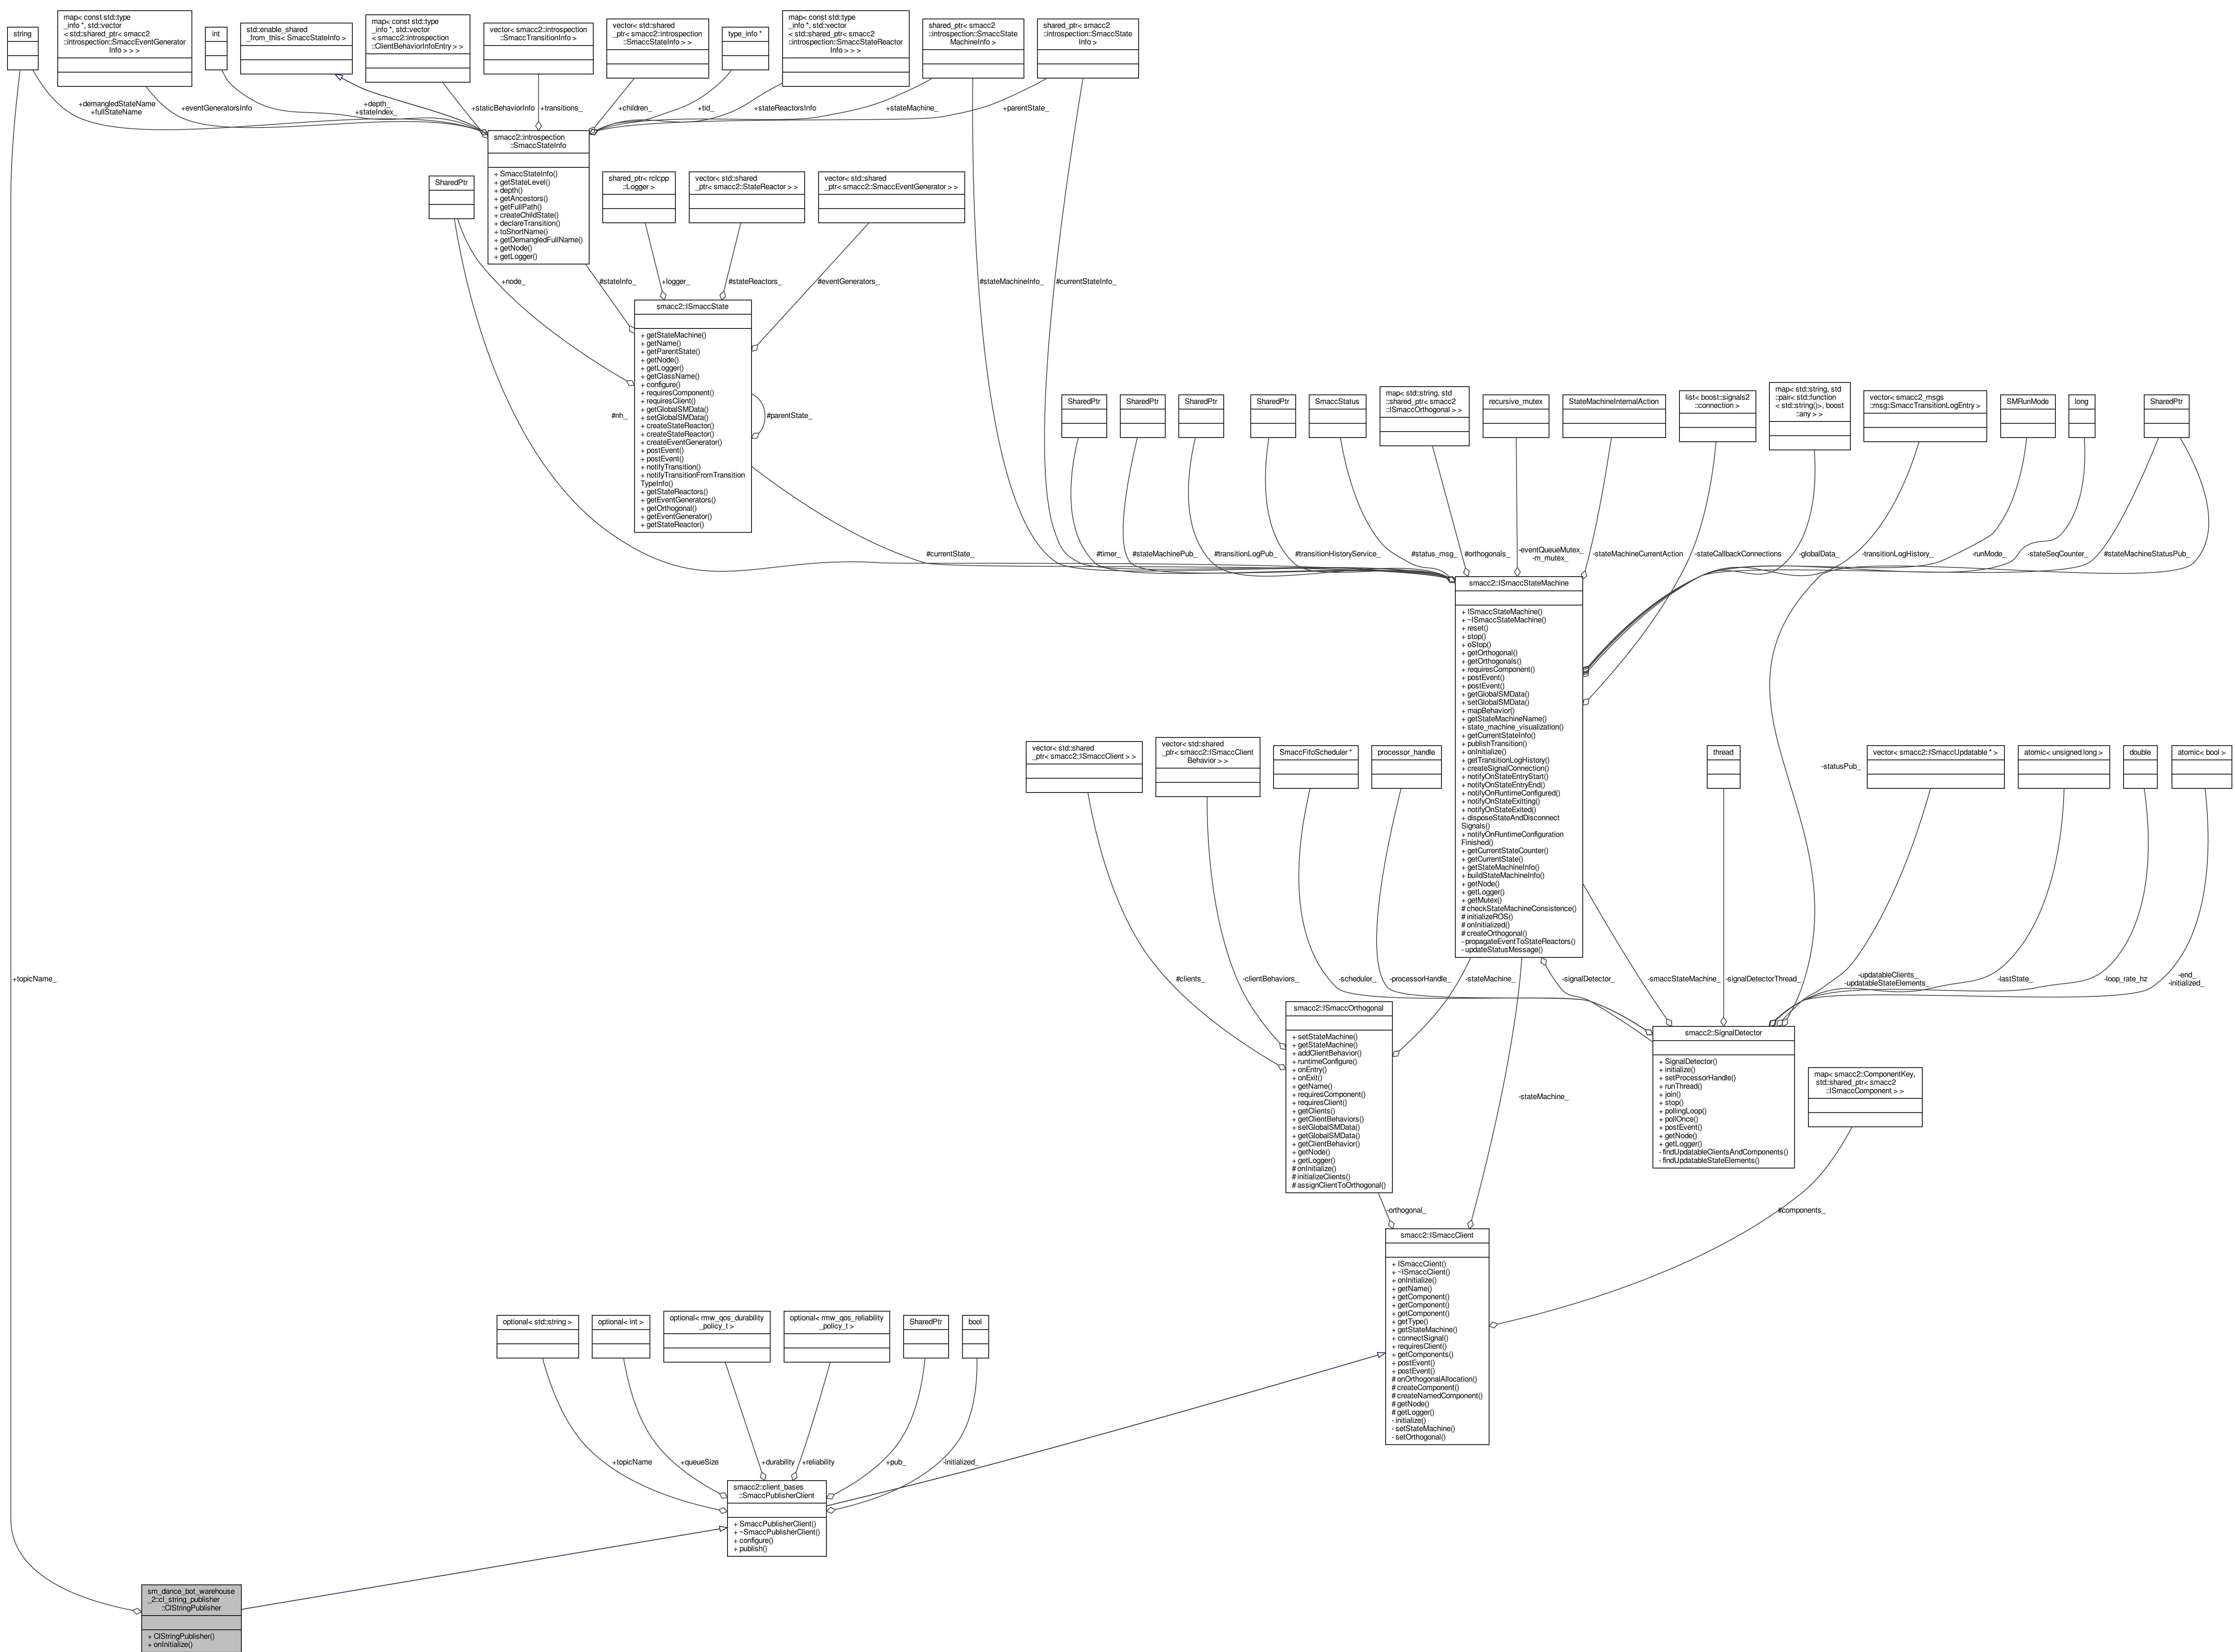 string
map< const std::type
_info *, std::vector
< std::shared_ptr< smacc2
::introspection::SmaccEventGenerator
Info > > >
int
std::enable_shared
_from_this< SmaccStateInfo >
map< const std::type
_info *, std::vector
< smacc2::introspection
::ClientBehaviorInfoEntry > >
vector< smacc2::introspection
::SmaccTransitionInfo >
vector< std::shared
_ptr< smacc2::introspection
::SmaccStateInfo > >
type_info *
map< const std::type
_info *, std::vector
< std::shared_ptr< smacc2
::introspection::SmaccStateReactor
Info > > >
shared_ptr< smacc2
::introspection::SmaccState
MachineInfo >
shared_ptr< smacc2
::introspection::SmaccState
Info >
+demangledStateName
+fullStateName
+eventGeneratorsInfo
+depth_
+stateIndex_
+staticBehaviorInfo
+transitions_
+children_
+tid_
+stateReactorsInfo
+stateMachine_
+parentState_
smacc2::introspection
::SmaccStateInfo
+ SmaccStateInfo()
+ getStateLevel()
+ depth()
+ getAncestors()
+ getFullPath()
+ createChildState()
+ declareTransition()
+ toShortName()
+ getDemangledFullName()
+ getNode()
+ getLogger()
SharedPtr
shared_ptr< rclcpp
::Logger >
vector< std::shared
_ptr< smacc2::StateReactor > >
vector< std::shared
_ptr< smacc2::SmaccEventGenerator > >
+node_
#stateInfo_
+logger_
#stateReactors_
#eventGenerators_
#stateMachineInfo_
#currentStateInfo_
smacc2::ISmaccState
+ getStateMachine()
+ getName()
+ getParentState()
+ getNode()
+ getLogger()
+ getClassName()
+ configure()
+ requiresComponent()
+ requiresClient()
+ getGlobalSMData()
+ setGlobalSMData()
+ createStateReactor()
+ createStateReactor()
+ createEventGenerator()
+ postEvent()
+ postEvent()
+ notifyTransition()
+ notifyTransitionFromTransition
TypeInfo()
+ getStateReactors()
+ getEventGenerators()
+ getOrthogonal()
+ getEventGenerator()
+ getStateReactor()
#parentState_
#nh_
SharedPtr
SharedPtr
SharedPtr
SharedPtr
SmaccStatus
map< std::string, std
::shared_ptr< smacc2
::ISmaccOrthogonal > >
recursive_mutex
StateMachineInternalAction
list< boost::signals2
::connection >
map< std::string, std
::pair< std::function
< std::string()>, boost
::any > >
vector< smacc2_msgs
::msg::SmaccTransitionLogEntry >
SMRunMode
long
SharedPtr
#currentState_
#timer_
#stateMachinePub_
#transitionLogPub_
#transitionHistoryService_
#status_msg_
#orthogonals_
-eventQueueMutex_
-m_mutex_
-stateMachineCurrentAction
-stateCallbackConnections
-globalData_
-transitionLogHistory_
-runMode_
-stateSeqCounter_
#stateMachineStatusPub_
smacc2::ISmaccStateMachine
+ ISmaccStateMachine()
+ ~ISmaccStateMachine()
+ reset()
+ stop()
+ eStop()
+ getOrthogonal()
+ getOrthogonals()
+ requiresComponent()
+ postEvent()
+ postEvent()
+ getGlobalSMData()
+ setGlobalSMData()
+ mapBehavior()
+ getStateMachineName()
+ state_machine_visualization()
+ getCurrentStateInfo()
+ publishTransition()
+ onInitialize()
+ getTransitionLogHistory()
+ createSignalConnection()
+ notifyOnStateEntryStart()
+ notifyOnStateEntryEnd()
+ notifyOnRuntimeConfigured()
+ notifyOnStateExitting()
+ notifyOnStateExited()
+ disposeStateAndDisconnect
Signals()
+ notifyOnRuntimeConfiguration
Finished()
+ getCurrentStateCounter()
+ getCurrentState()
+ getStateMachineInfo()
+ buildStateMachineInfo()
+ getNode()
+ getLogger()
+ getMutex()
# checkStateMachineConsistence()
# initializeROS()
# onInitialized()
# createOrthogonal()
- propagateEventToStateReactors()
- updateStatusMessage()
vector< std::shared
_ptr< smacc2::ISmaccClient > >
vector< std::shared
_ptr< smacc2::ISmaccClient
Behavior > >
SmaccFifoScheduler *
processor_handle
thread
-statusPub_
vector< smacc2::ISmaccUpdatable * >
atomic< unsigned long >
double
atomic< bool >
+topicName_
#clients_
-clientBehaviors_
-scheduler_
-processorHandle_
-stateMachine_
-signalDetector_
-smaccStateMachine_
-signalDetectorThread_
-updatableClients_
-updatableStateElements_
-lastState_
-loop_rate_hz
-end_
-initialized_
smacc2::ISmaccOrthogonal
+ setStateMachine()
+ getStateMachine()
+ addClientBehavior()
+ runtimeConfigure()
+ onEntry()
+ onExit()
+ getName()
+ requiresComponent()
+ requiresClient()
+ getClients()
+ getClientBehaviors()
+ setGlobalSMData()
+ getGlobalSMData()
+ getClientBehavior()
+ getNode()
+ getLogger()
# onInitialize()
# initializeClients()
# assignClientToOrthogonal()
smacc2::SignalDetector
+ SignalDetector()
+ initialize()
+ setProcessorHandle()
+ runThread()
+ join()
+ stop()
+ pollingLoop()
+ pollOnce()
+ postEvent()
+ getNode()
+ getLogger()
- findUpdatableClientsAndComponents()
- findUpdatableStateElements()
map< smacc2::ComponentKey,
std::shared_ptr< smacc2
::ISmaccComponent > >
-stateMachine_
-orthogonal_
#components_
smacc2::ISmaccClient
+ ISmaccClient()
+ ~ISmaccClient()
+ onInitialize()
+ getName()
+ getComponent()
+ getComponent()
+ getComponent()
+ getType()
+ getStateMachine()
+ connectSignal()
+ requiresClient()
+ getComponents()
+ postEvent()
+ postEvent()
# onOrthogonalAllocation()
# createComponent()
# createNamedComponent()
# getNode()
# getLogger()
- initialize()
- setStateMachine()
- setOrthogonal()
optional< std::string >
optional< int >
optional< rmw_qos_durability
_policy_t >
optional< rmw_qos_reliability
_policy_t >
SharedPtr
bool
+topicName
+queueSize
+durability
+reliability
+pub_
-initialized_
smacc2::client_bases
::SmaccPublisherClient
+ SmaccPublisherClient()
+ ~SmaccPublisherClient()
+ configure()
+ publish()
sm_dance_bot_warehouse
_2::cl_string_publisher
::ClStringPublisher
+ ClStringPublisher()
+ onInitialize()